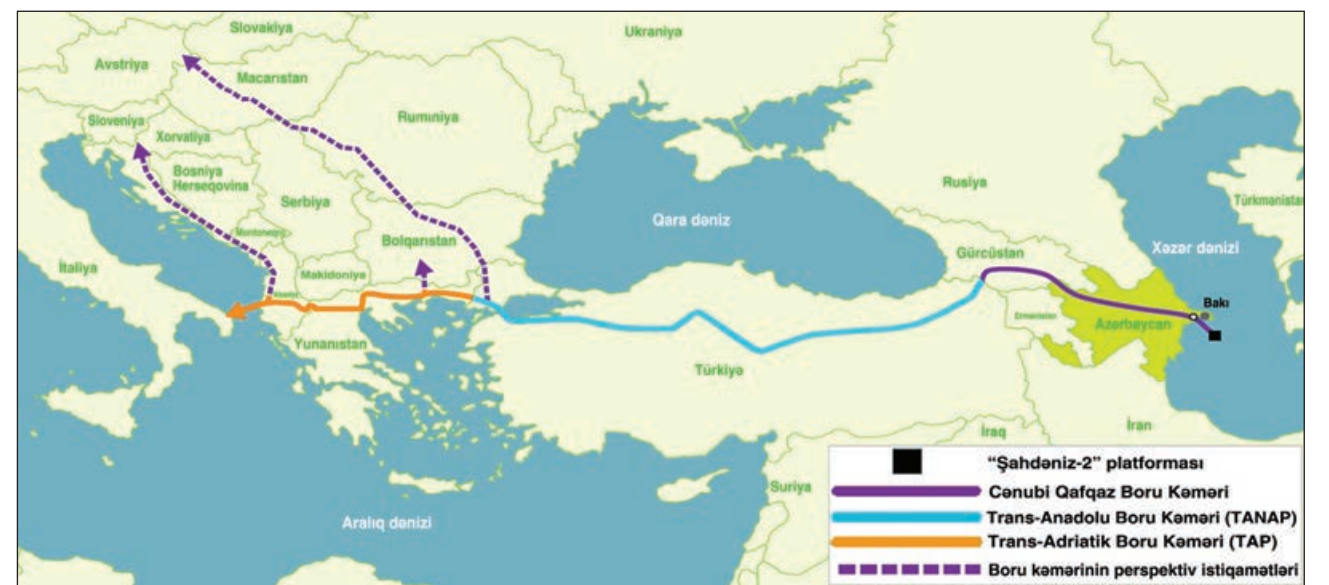 Slovakiya
Ukraniya
Avstriya
Macarıstan
Rumıniya
Sloveniya
Xorvatiya
Bosniya
Herseqovina
Serbiya
Rusiya
Türkmənistan
Qara dəniz
Monteneqro
Bolqarıstan
Xəzər dənizi
Gürcüstan
İtaliya
Makidoniya
Bakı
Ermənistan
Azərbaycan
Yunanıstan
Türkiyə
İraq
İran
Suriya
Aralıq dənizi
“Şahdəniz-2” platforması
Cənubi Qafqaz Boru Kəməri
Trans-Anadolu Boru Kəməri (TANAP)
Trans-Adriatik Boru Kəməri (TAP)
Boru kəmərinin perspektiv istiqamətləri